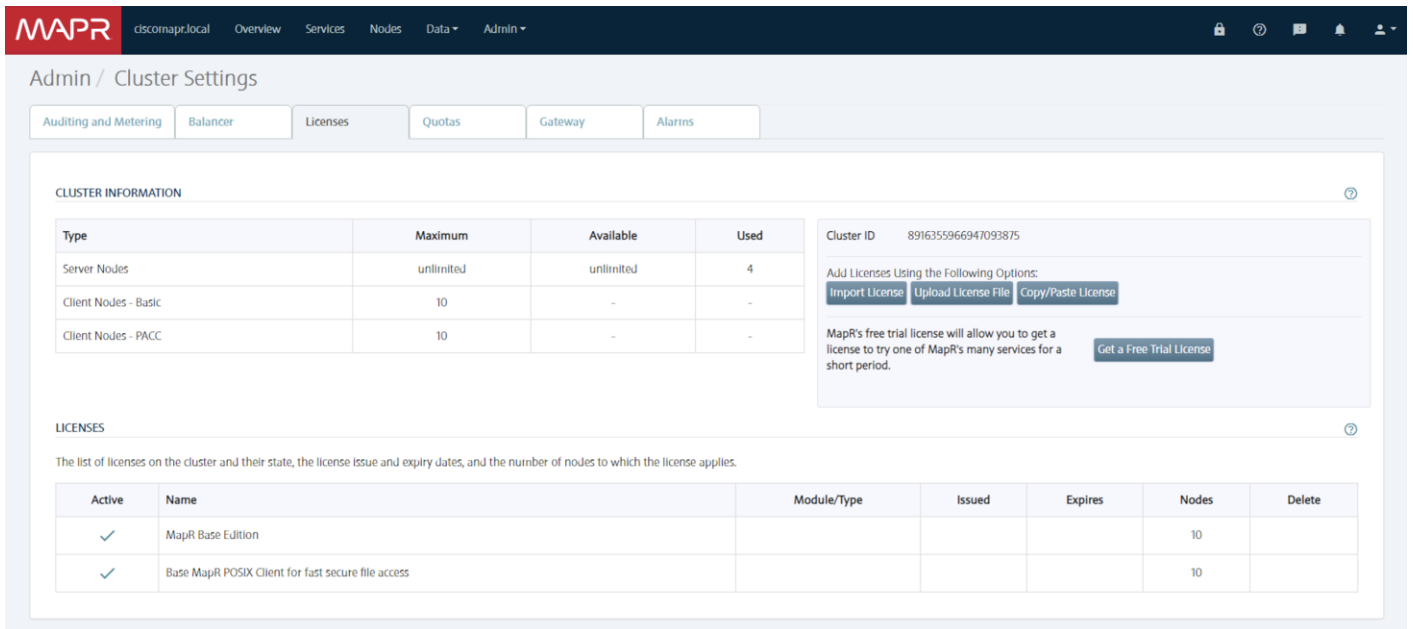 MAPR ciscomapr.local Overview Services Nodes Data Admin
Admin / Cluster Settings
Auditing and Metering Balancer Licenses Quotas Gateway Alarms
CLUSTER INFORMATION
Type Maximum Available Used
Server Nodes unlimited unlimited 4
Client Nodes - Basic 10 - -
Client Nodes - PACC 10 - -
Cluster ID 8916355966947093875
Add Licenses Using the Following Options:
Import License Upload License File Copy/Paste License
MapR's free trial license will allow you to get a
license to try one of MapR's many services for a
short period.
Get a Free Trial License
LICENSES
The list of licenses on the cluster and their state, the license issue and expiry dates, and the number of nodes to which the license applies.
Active Name Module/Type Issued Expires Nodes Delete
MapR Base Edition 10
Base MapR POSIX Client for fast secure file access 10